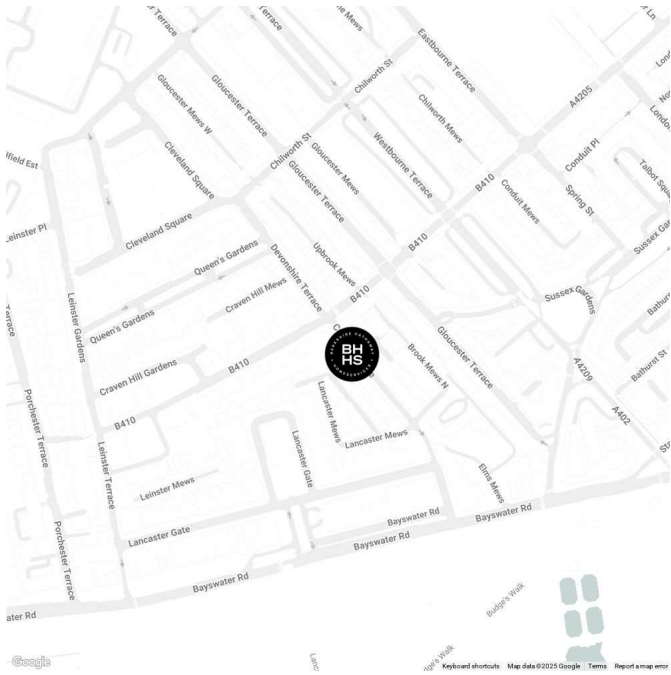 Terrace
Terrace
Gloucester Mews W
Gloucester Terrace
Cleveland Square
Chilworth St
Eastbourne Terrace
Chilworth Mews
Westbourne Terrace
A4205
Conduit Pl
Spring St
B410
Conduit Mews
Chilworth St
Gloucester Mews
Gloucester Terrace
Cleveland Square
Queen's Gardens
Devonshire Terrace
Upbrook Mews
B410
B410
Craven Hill Mews
Sussex Gardens
Leinster Gardens
Queen's Gardens
BERKSHIRE HATHAWAY
BH
HS
HOMESERVICES
Brook Mews N
Gloucester Terrace
A4209
Bathurst St
A402
Craven Hill Gardens
B410
B410
Porchester Terrace
Leinster Terrace
Lancaster Mews
Lancaster Mews
Lancaster Gate
Leinster Mews
Elms Mews
Lancaster Gate
Bayswater Rd
Bayswater Rd
Bayswater Rd
Bayswater Rd
Porchester Terrace
ater Rd
Budge's Walk
Google
Keyboard shortcuts
Map data ©2025 Google
Terms
Report a map error